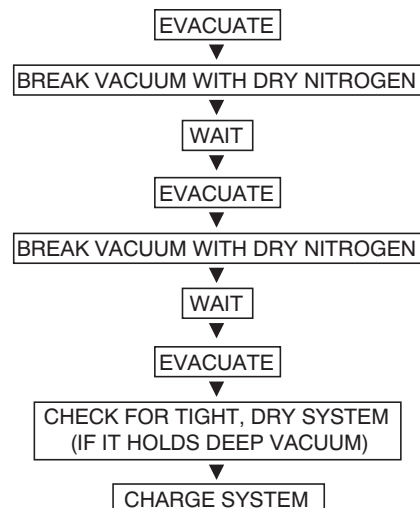 EVACUATE
BREAK VACUUM WITH DRY NITROGEN
WAIT
EVACUATE
BREAK VACUUM WITH DRY NITROGEN
WAIT
EVACUATE
CHECK FOR TIGHT, DRY SYSTEM
(IF IT HOLDS DEEP VACUUM)
CHARGE SYSTEM